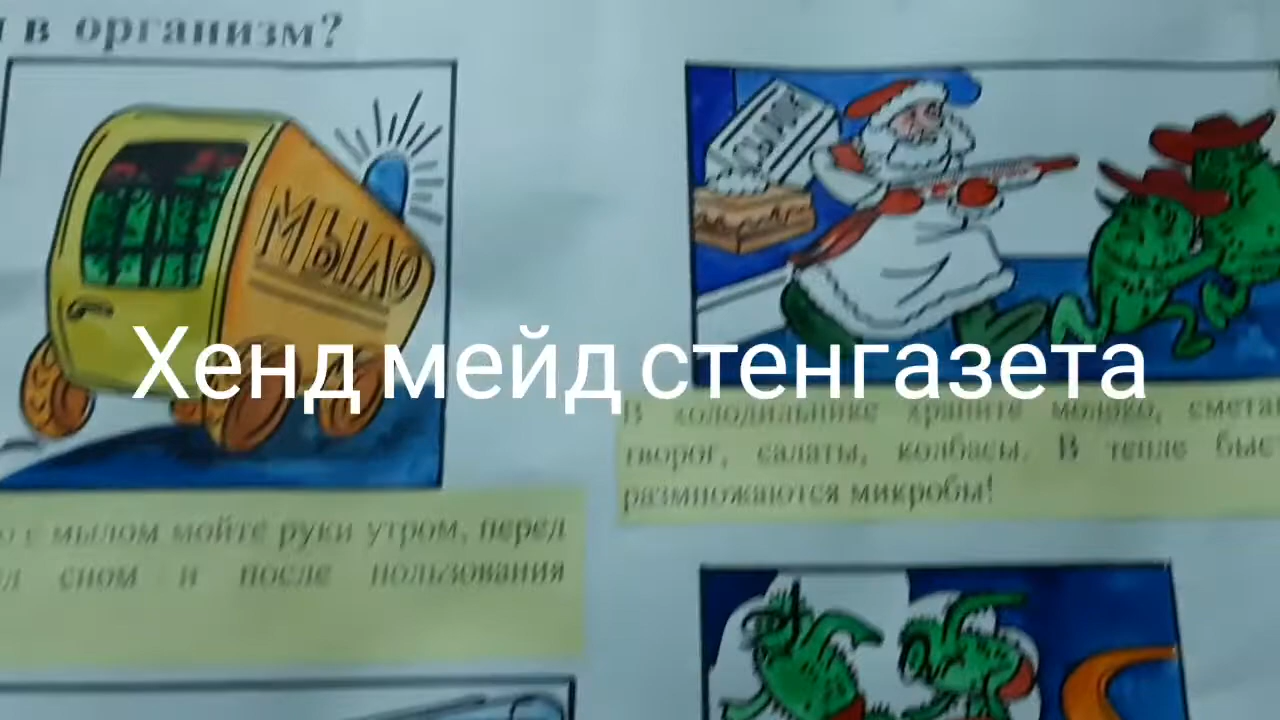 в организм?
МЫЛО
Хенд мейд стенгазета
В холодильнике храните молоко, смета
творог, салаты, колбасы. В тепле быс
размножаются микробы!
с мылом мойте руки утром, перед
сном и после пользования